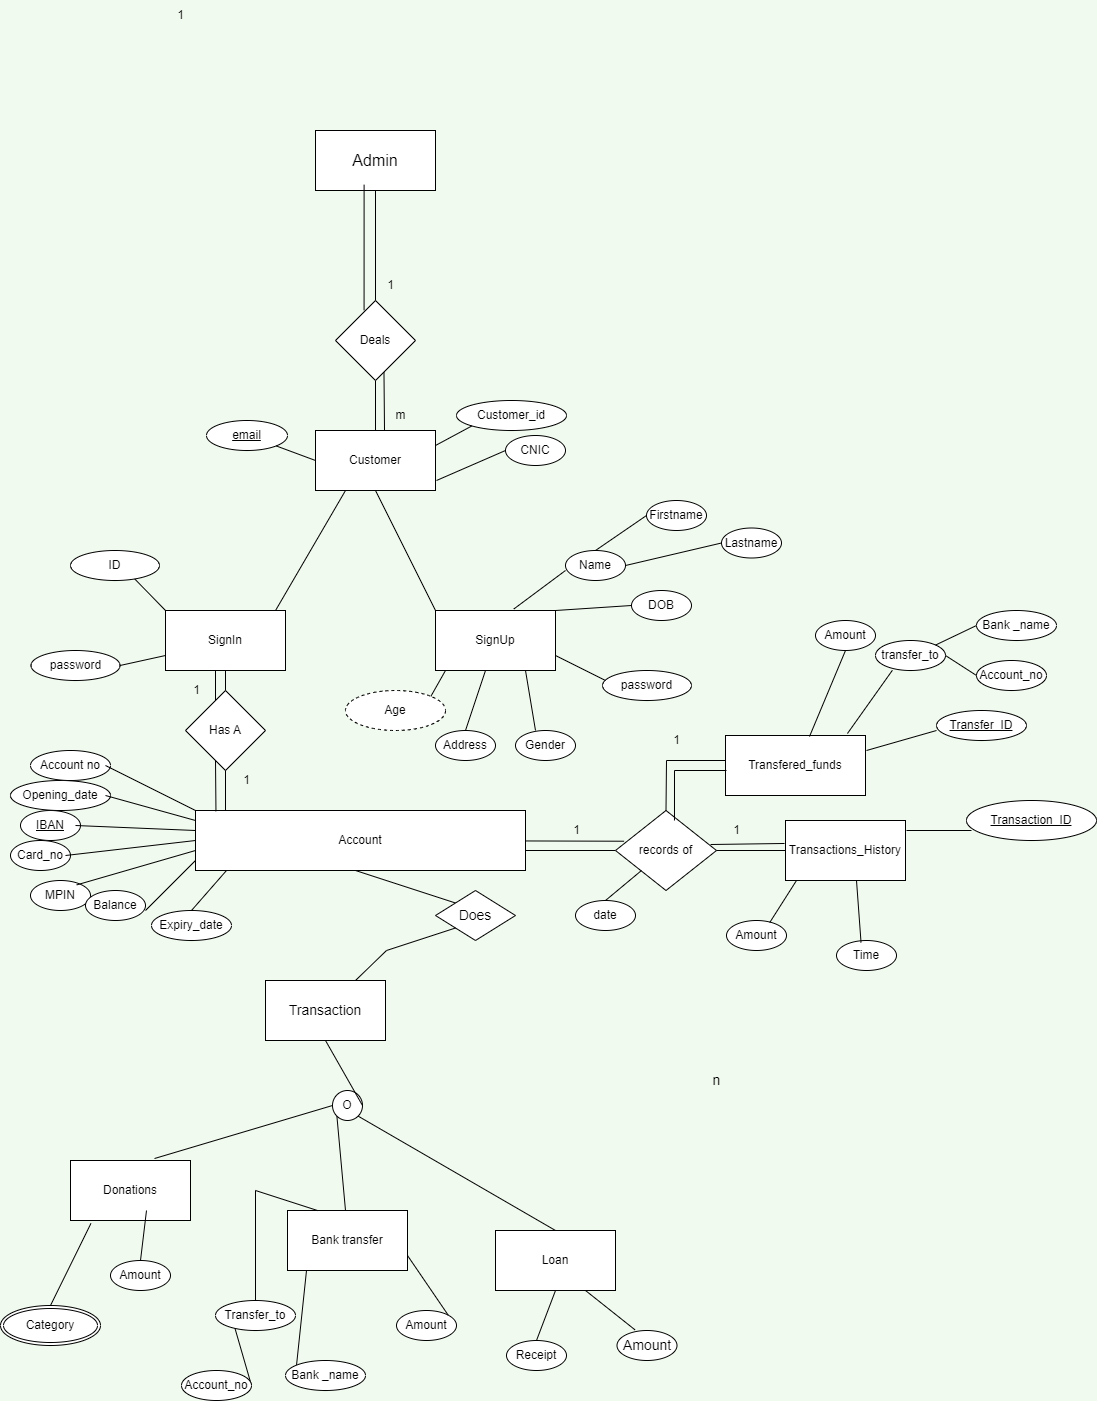 1
Admin
1
Deals
m
Customer_id
email
CNIC
Customer
Firstname
Lastname
Name
ID
DOB
SignIn
SignUp
password
password
Amount
Bank _name
transfer_to
Account_no
1
Age
Has A
Address
Gender
Transfer_ID
1
Transfered_funds
Account no
1
Opening_date
IBAN
Account
1
1
Transaction_ID
Card_no
records of
Transactions_History
MPIN
Balance
Expiry_date
Does
date
Amount
Time
Transaction
n
O
Donations
Bank transfer
Loan
Amount
Category
Transfer_to
Amount
Receipt
Amount
Account_no
Bank _name